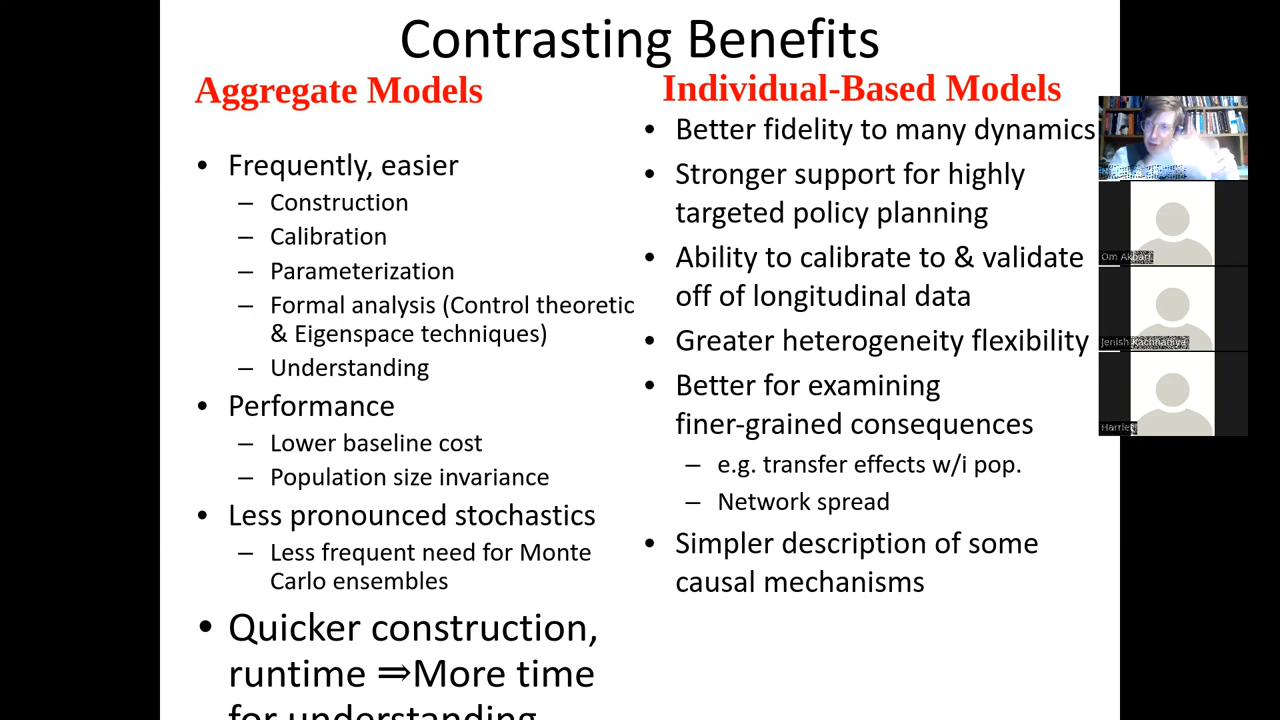 Contrasting Benefits
Aggregate Models
• Frequently, easier
– Construction
– Calibration
– Parameterization
– Formal analysis (Control theoretic
& Eigenspace techniques)
– Understanding
• Performance
– Lower baseline cost
– Population size invariance
• Less pronounced stochastics
– Less frequent need for Monte
Carlo ensembles
• Quicker construction,
runtime ⇒More time
for understanding
Individual-Based Models
• Better fidelity to many dynamics
• Stronger support for highly
targeted policy planning
• Ability to calibrate to & validate
off of longitudinal data
• Greater heterogeneity flexibility
• Better for examining
finer-grained consequences
– e.g. transfer effects w/i pop.
– Network spread
• Simpler description of some
causal mechanisms
Om
Jenish